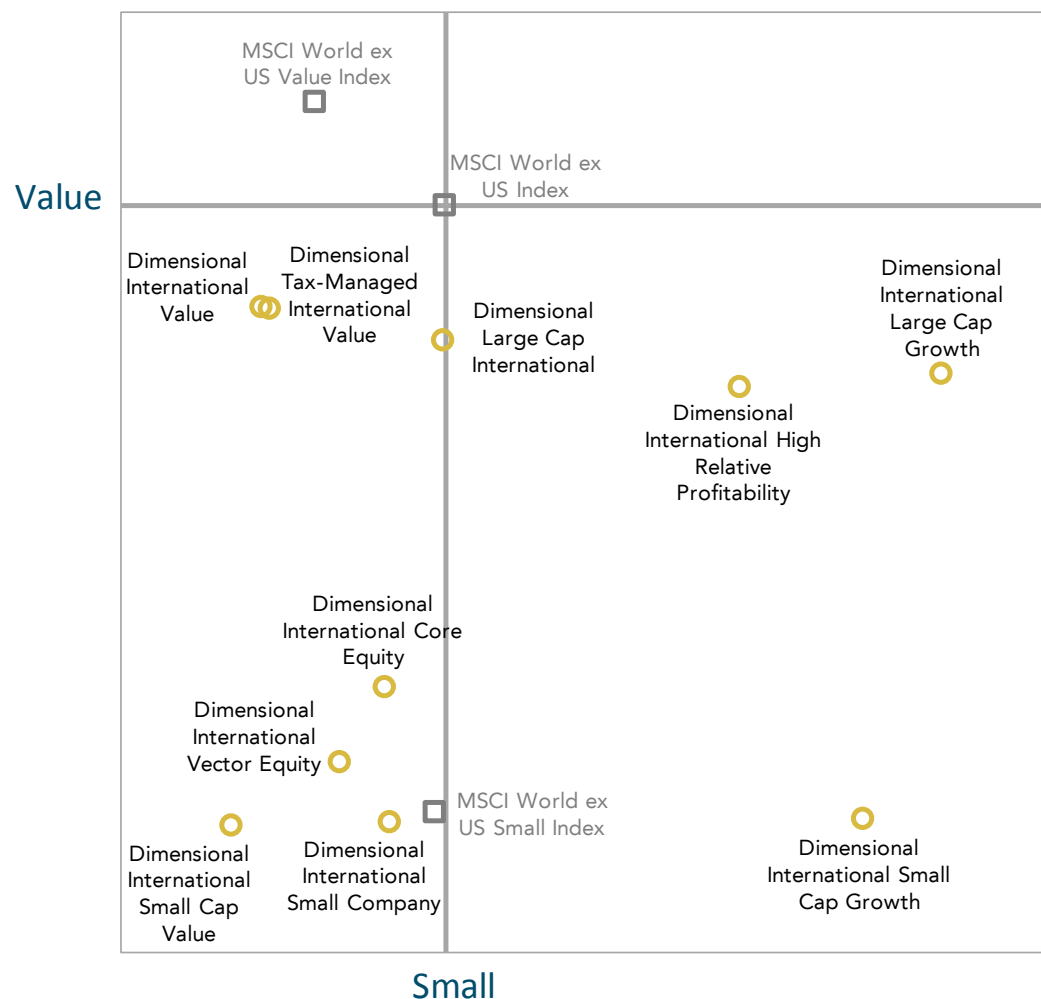 MSCI World ex
US Value Index
MSCI World ex
US Index
Value
Dimensional
International
Value
Dimensional
Tax-Managed
International
Value
Dimensional
Large Cap
International
Dimensional
International
Large Cap
Growth
Dimensional
International High
Relative
Profitability
Dimensional
International Core
Equity
Dimensional
International
Vector Equity
MSCI World ex
US Small Index
Dimensional
International
Small Cap
Value
Dimensional
International
Small Company
Dimensional
International Small
Cap Growth
Small